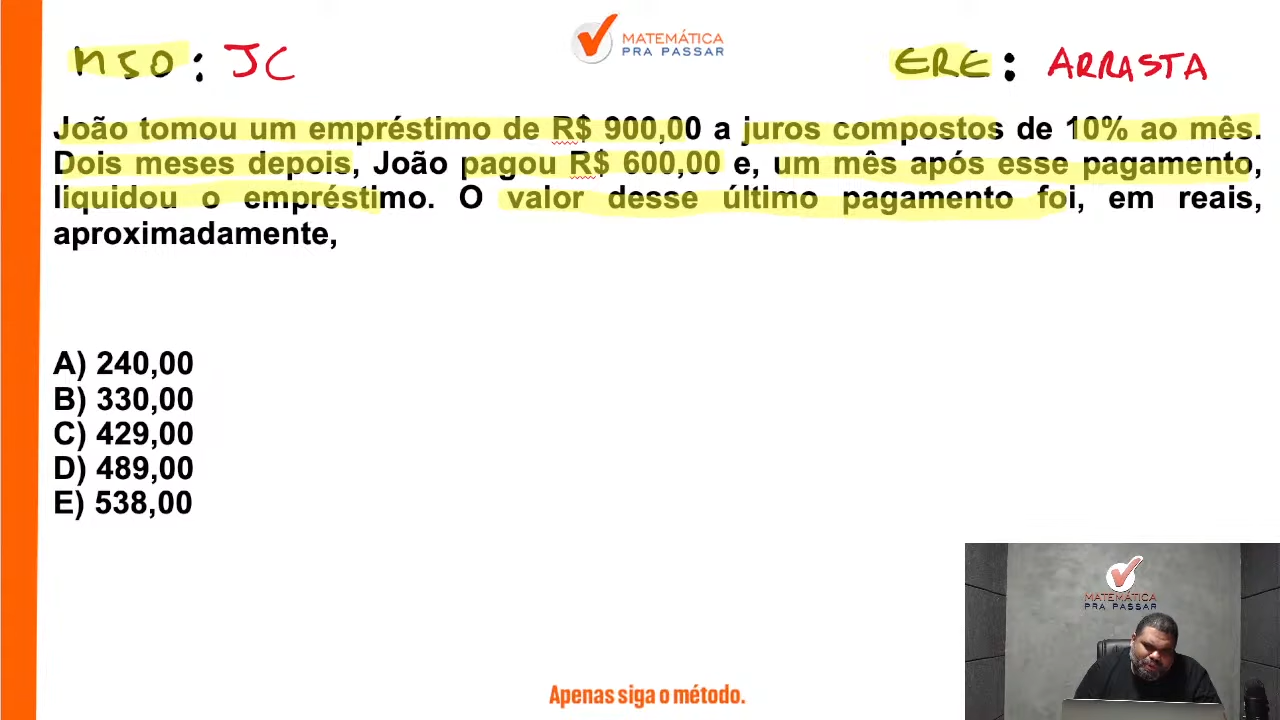 MATEMÁTICA
PRA PASSAR
MSO: JC
ERE: ARRASTA
João tomou um empréstimo de R$ 900,00 a juros compostos de 10% ao mês.
Dois meses depois, João pagou R$ 600,00 e, um mês após esse pagamento,
liquidou o empréstimo. O valor desse último pagamento foi, em reais,
aproximadamente,
A) 240,00
B) 330,00
C) 429,00
D) 489,00
E) 538,00
MATEMÁTICA
PRA PASSAR
Apenas siga o método.